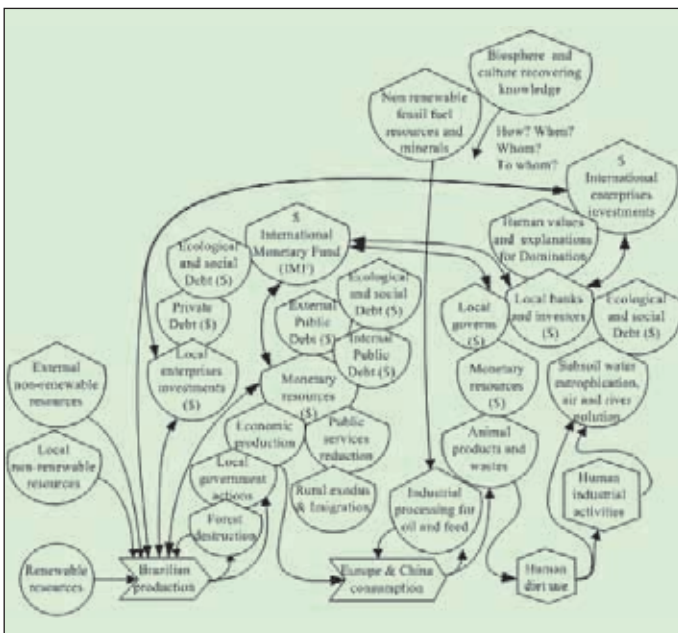 Biosphere and
culture recovering
knowledge
Non renewable
fossil fuel
resources and
minerals
How? When?
Whom?
To whom?
$
International
enterprises
investments
$
International
Monetary Fund
(IMF)
Human values
and explanations
for Domination
Ecological
and social
Debt ($)
Private
Debt ($)
Local
enterprises
investments
($)
External
Public
Debt ($)
Ecological
and social
Debt ($)
Internal
Public
Debt ($)
Monetary
resources ($)
Local
governs
($)
Local banks
and investors
($)
Ecological
and social
Debt ($)
External
non-renewable
resources
Local
non-renewable
resources
Economic
production
Public
services
reduction
Monetary
resources
($)
Subsoil water
eutrophication,
air and river
polution
Local
government
actions
Rural exodus
& Imigration
Animal
products and
wastes
Industrial
processing for
oil and feed
Human
industrial
activities
Forest
destruction
Renewable
resources
Brazilian
production
Europe & China
consumption
Human
diet use